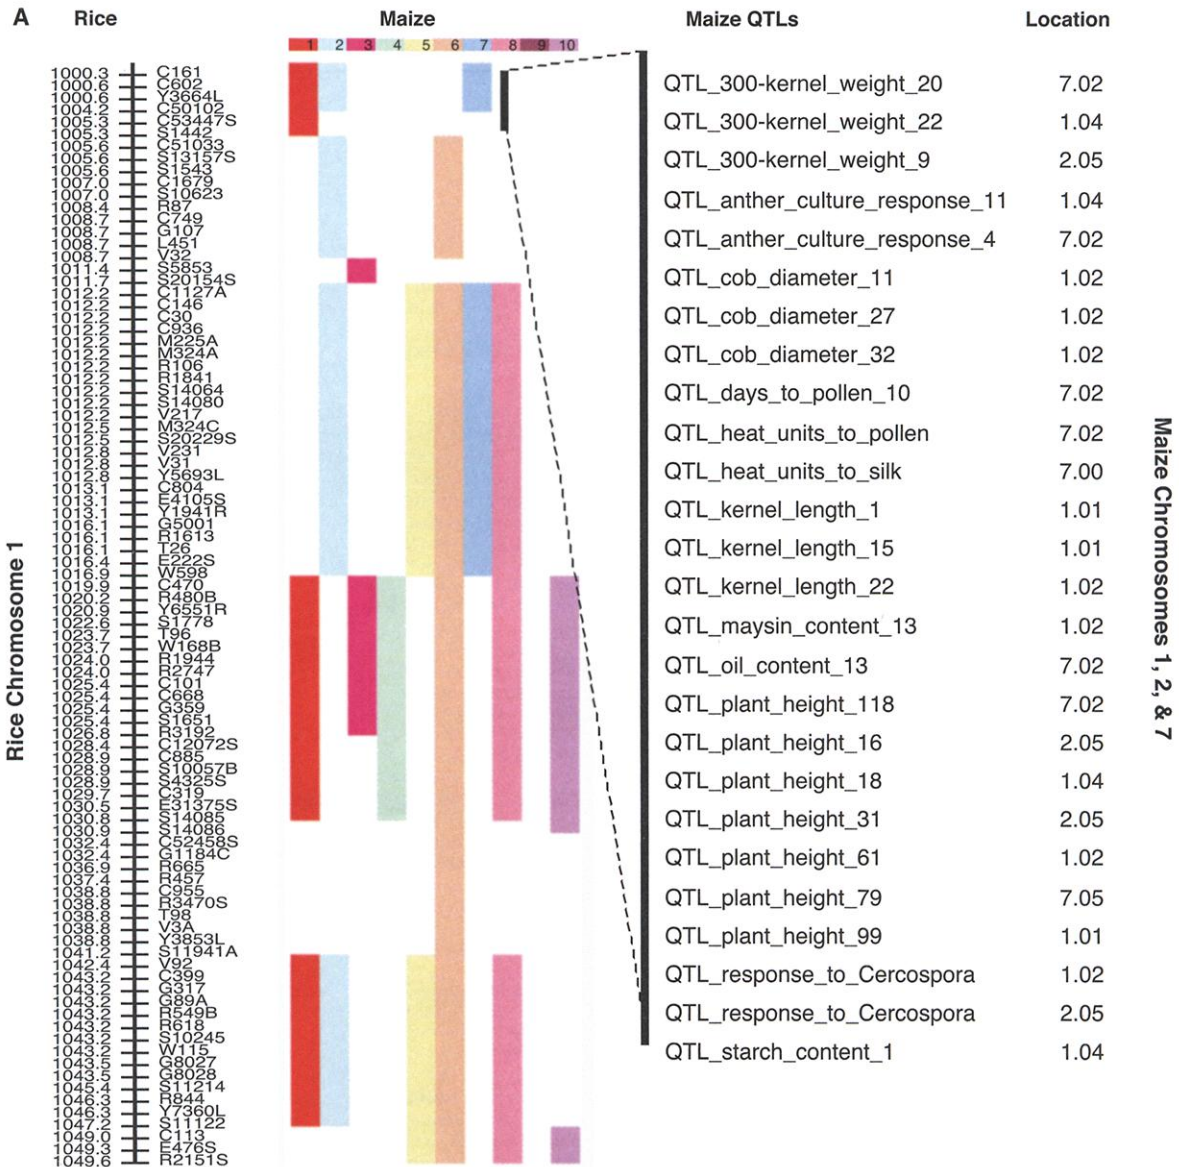 A Rice Maize Maize QTLs Location
1 2 3 4 5 6 7 8 9 10
1000.3 C161
1000.6 C602
1000.6 Y3664L
1004.2 C50102
1005.3 C53447S
1005.3 S1442
1005.6 C51033
1005.6 S13157S
1005.6 S1543
1007.0 C1679
1007.0 S10623
1008.4 R87
1008.7 C749
1008.7 G107
1008.7 L451
1008.7 V32
1011.4 S5853
1011.7 S20154S
1012.2 C1127A
1012.2 C146
1012.2 C30
1012.2 C936
1012.2 M225A
1012.2 M324A
1012.2 R106
1012.2 R1841
1012.2 S14064
1012.2 S14080
1012.2 V217
1012.5 M324C
1012.5 S20229S
1012.8 V231
1012.8 V31
1012.8 Y5693L
1013.1 C804
1013.1 E4105S
1013.1 Y1941R
1016.1 G5001
1016.1 R1613
1016.1 T26
1016.4 E222S
1016.9 W598
1019.9 C470
1020.2 R480B
1020.9 Y6551R
1022.6 S1778
1023.7 T96
1023.7 W168B
1024.0 R1944
1024.0 R2747
1025.4 C101
1025.4 C668
1025.4 G359
1025.4 S1651
1026.8 R3192
1028.4 C12072S
1028.9 C885
1028.9 S10057B
1028.9 S4325S
1029.7 C319
1030.5 E31375S
1030.8 S14085
1030.9 S14086
1032.4 C52458S
1032.4 G1184C
1036.9 R665
1037.4 R457
1038.8 C955
1038.8 R3470S
1038.8 T98
1038.8 V3A
1038.8 Y3853L
1041.2 S11941A
1042.4 V92
1043.2 C399
1043.2 G317
1043.2 G89A
1043.2 R549B
1043.2 R618
1043.2 S10245
1043.2 W115
1043.5 G8027
1043.5 G8028
1045.4 S11214
1046.3 R844
1046.3 Y7360L
1047.2 S11122
1049.0 C113
1049.3 E476S
1049.6 R2151S
Rice Chromosome 1
QTL_300-kernel_weight_20 7.02
QTL_300-kernel_weight_22 1.04
QTL_300-kernel_weight_9 2.05
QTL_anther_culture_response_11 1.04
QTL_anther_culture_response_4 7.02
QTL_cob_diameter_11 1.02
QTL_cob_diameter_27 1.02
QTL_cob_diameter_32 1.02
QTL_days_to_pollen_10 7.02
QTL_heat_units_to_pollen 7.02
QTL_heat_units_to_silk 7.00
QTL_kernel_length_1 1.01
QTL_kernel_length_15 1.01
QTL_kernel_length_22 1.02
QTL_maysin_content_13 1.02
QTL_oil_content_13 7.02
QTL_plant_height_118 7.02
QTL_plant_height_16 2.05
QTL_plant_height_18 1.04
QTL_plant_height_31 2.05
QTL_plant_height_61 1.02
QTL_plant_height_79 7.05
QTL_plant_height_99 1.01
QTL_response_to_Cercospora 1.02
QTL_response_to_Cercospora 2.05
QTL_starch_content_1 1.04
Maize Chromosomes 1, 2, & 7